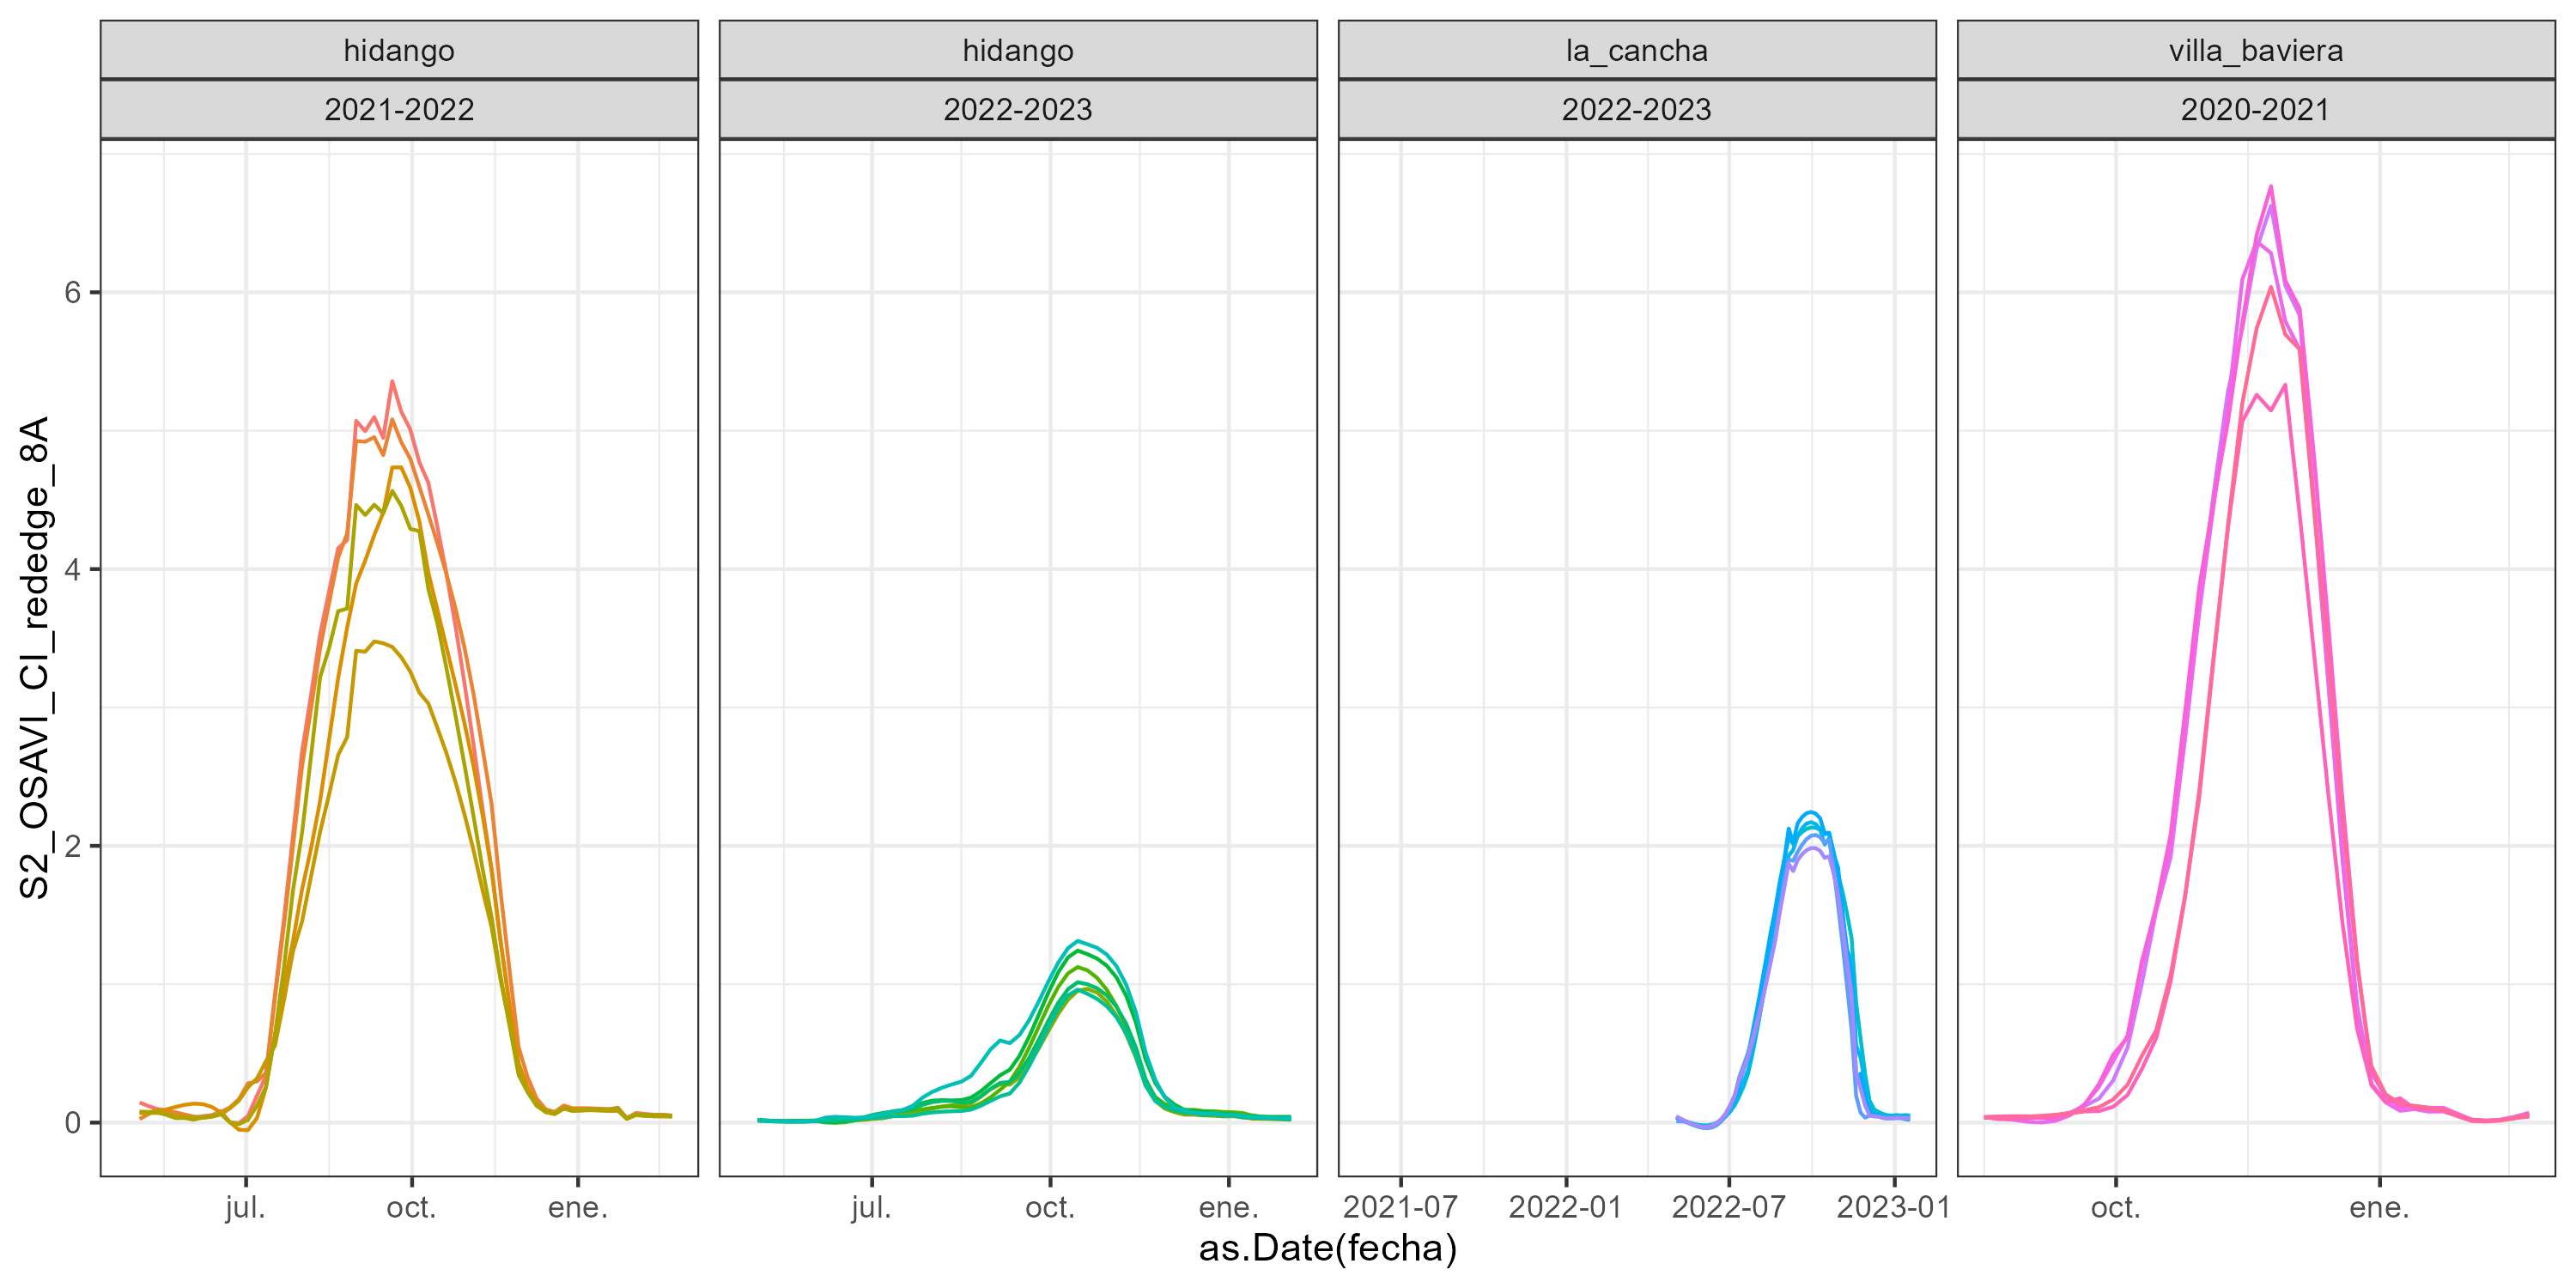 hidango
hidango
la_cancha
villa_baviera
2021-2022
2022-2023
2022-2023
2020-2021
S2_OSAVI_CI_rededge_8A
6
4
2
0
jul.
oct.
ene.
jul.
oct.
ene.
2021-07
2022-01
2022-07
2023-01
oct.
ene.
as.Date(fecha)